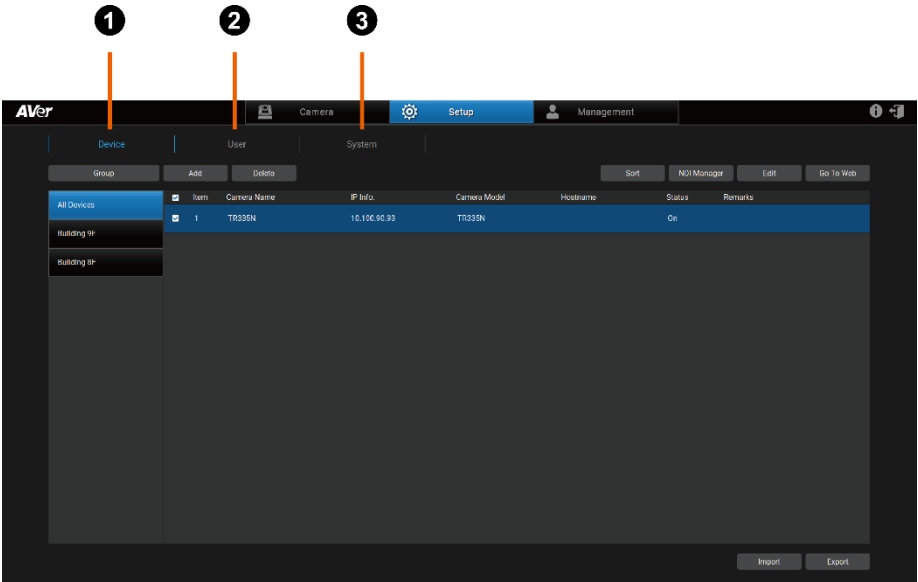 1 2 3
AVer Camera Setup Management
Device User System
Group Add Delete Sort NDI Manager Edit Go To Web
Item Camera Name IP Info. Camera Model Hostname Status Remarks
All Devices
1 TR335N 10.100.90.93 TR335N On
Building 9F
Building 8F
Import Export